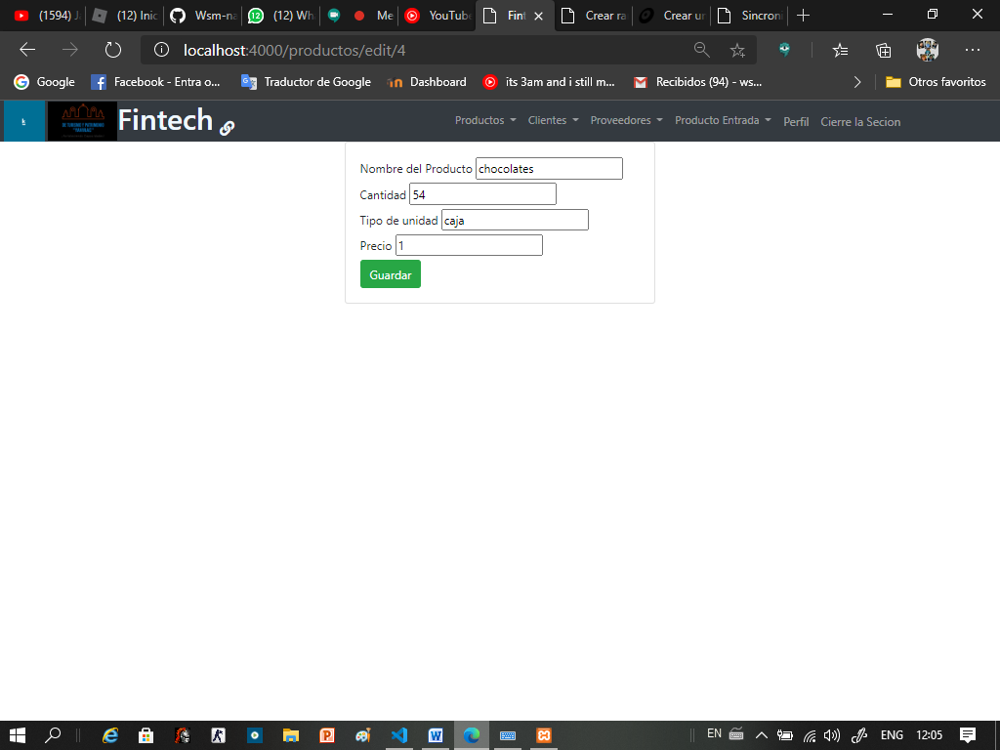 (1594) J
(12) Inic
Wsm-na
(12) Wh
Me
YouTube
Fint
Crear ra
Crear ur
Sincroni
localhost:4000/productos/edit/4
Google
Facebook - Entra o...
Traductor de Google
Dashboard
its 3am and i still m...
Recibidos (94) - ws...
Otros favoritos
Fintech
Productos
Clientes
Proveedores
Producto Entrada
Perfil
Cierre la Secion
Nombre del Producto chocolates
Cantidad 54
Tipo de unidad caja
Precio 1
Guardar
EN
ENG
12:05